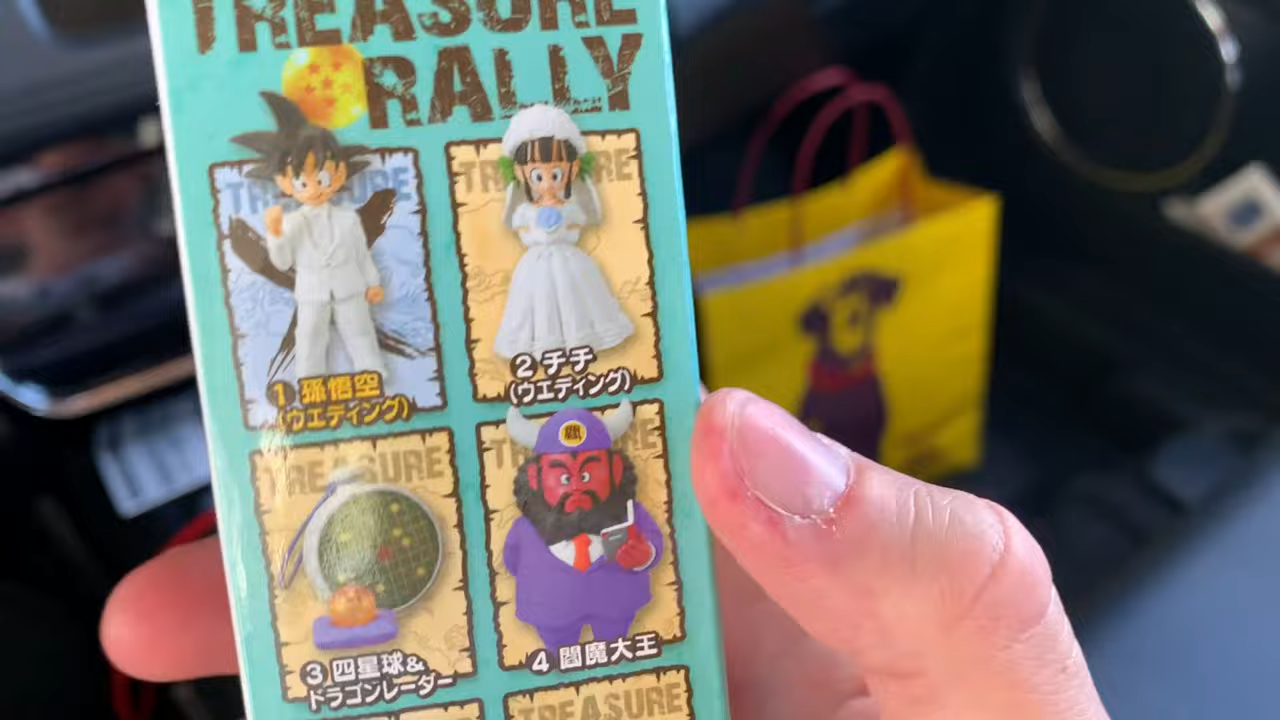 TREASURE
RALLY
TREASURE
TREASURE
1 孫悟空
(ウエディング)
2 チチ
(ウエディング)
TREASURE
TREASURE
3 四星球&
ドラゴンレーダー
4 閻魔大王
TREASURE